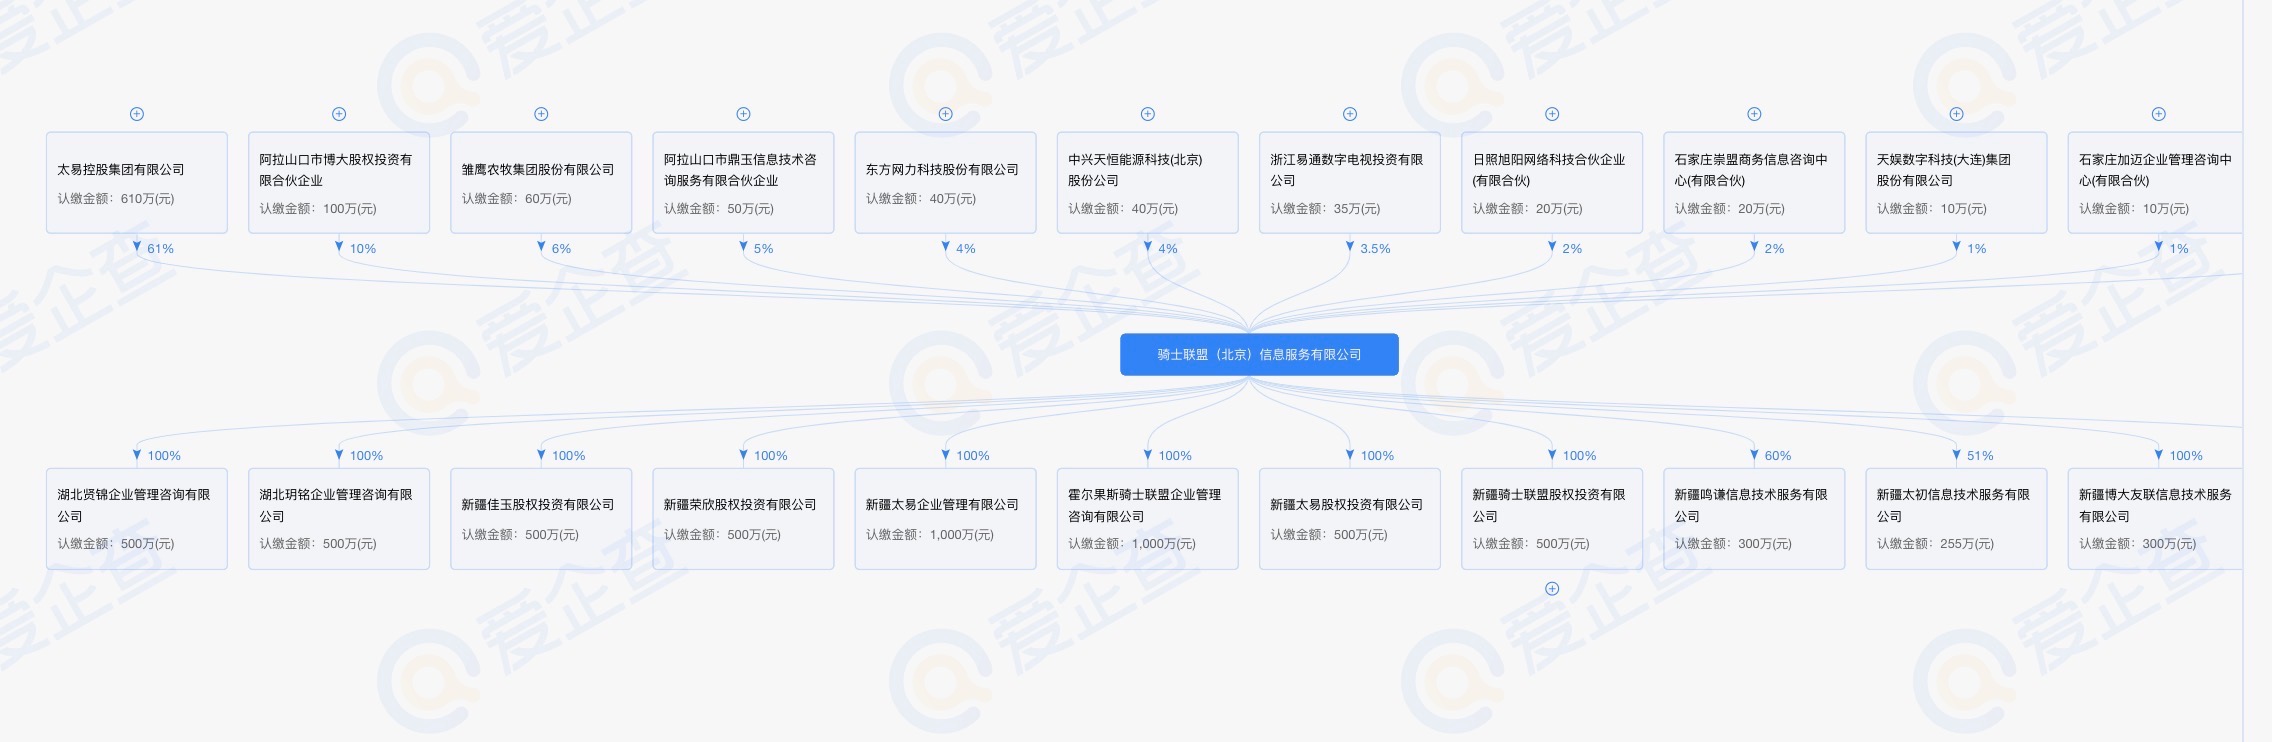 太易控股集团有限公司
认缴金额：610万(元)
61%
阿拉山口市博大股权投资有
限合伙企业
认缴金额：100万(元)
10%
雏鹰农牧集团股份有限公司
认缴金额：60万(元)
6%
阿拉山口市鼎玉信息技术咨
询服务有限合伙企业
认缴金额：50万(元)
5%
东方网力科技股份有限公司
认缴金额：40万(元)
4%
中兴天恒能源科技(北京)
股份公司
认缴金额：40万(元)
4%
浙江易通数字电视投资有限
公司
认缴金额：35万(元)
3.5%
日照旭阳网络科技合伙企业
(有限合伙)
认缴金额：20万(元)
2%
石家庄崇盟商务信息咨询中
心(有限合伙)
认缴金额：20万(元)
2%
天娱数字科技(大连)集团
股份有限公司
认缴金额：10万(元)
1%
石家庄加迈企业管理咨询中
心(有限合伙)
认缴金额：10万(元)
1%
骑士联盟（北京）信息服务有限公司
100%
湖北贤锦企业管理咨询有限
公司
认缴金额：500万(元)
100%
湖北玥铭企业管理咨询有限
公司
认缴金额：500万(元)
100%
新疆佳玉股权投资有限公司
认缴金额：500万(元)
100%
新疆荣欣股权投资有限公司
认缴金额：500万(元)
100%
新疆太易企业管理有限公司
认缴金额：1,000万(元)
100%
霍尔果斯骑士联盟企业管理
咨询有限公司
认缴金额：1,000万(元)
100%
新疆太易股权投资有限公司
认缴金额：500万(元)
100%
新疆骑士联盟股权投资有限
公司
认缴金额：500万(元)
60%
新疆鸣谦信息技术服务有限
公司
认缴金额：300万(元)
51%
新疆太初信息技术服务有限
公司
认缴金额：255万(元)
100%
新疆博大友联信息技术服务
有限公司
认缴金额：300万(元)
爱企查